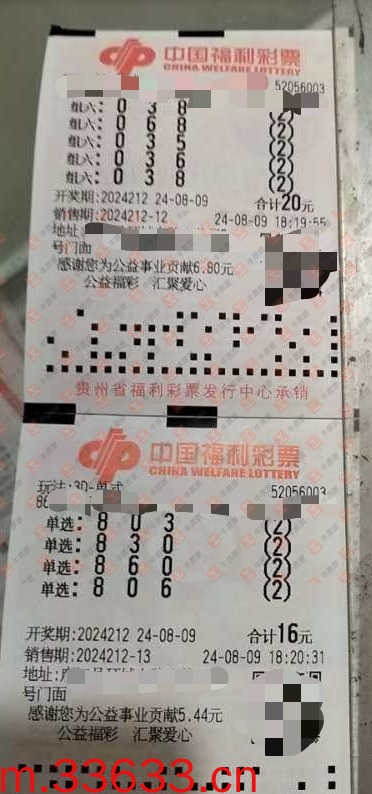 中国福利彩票
CHINA WELFARE LOTTERY
52056003
组六: 0 3 8 (2)
组六: 0 6 8 (2)
组六: 0 3 5 (2)
组六: 0 3 6 (2)
组六: 0 3 8 (2)
开奖期:2024212 24-08-09 合计20元
销售期:2024212-12 24-08-09 18:19:55
地址:
号门面
感谢您为公益事业贡献6.80元
公益福彩 汇聚爱心
贵州省福利彩票发行中心承销
中国福利彩票
CHINA WELFARE LOTTERY
玩法:3D-单式 52056003
单选: 8 0 3 (2)
单选: 8 3 0 (2)
单选: 8 6 0 (2)
单选: 8 0 6 (2)
开奖期:2024212 24-08-09 合计16元
销售期:2024212-13 24-08-09 18:20:31
地址:
号门面
感谢您为公益事业贡献5.44元
公益福彩 汇聚爱心
m.33633.cn